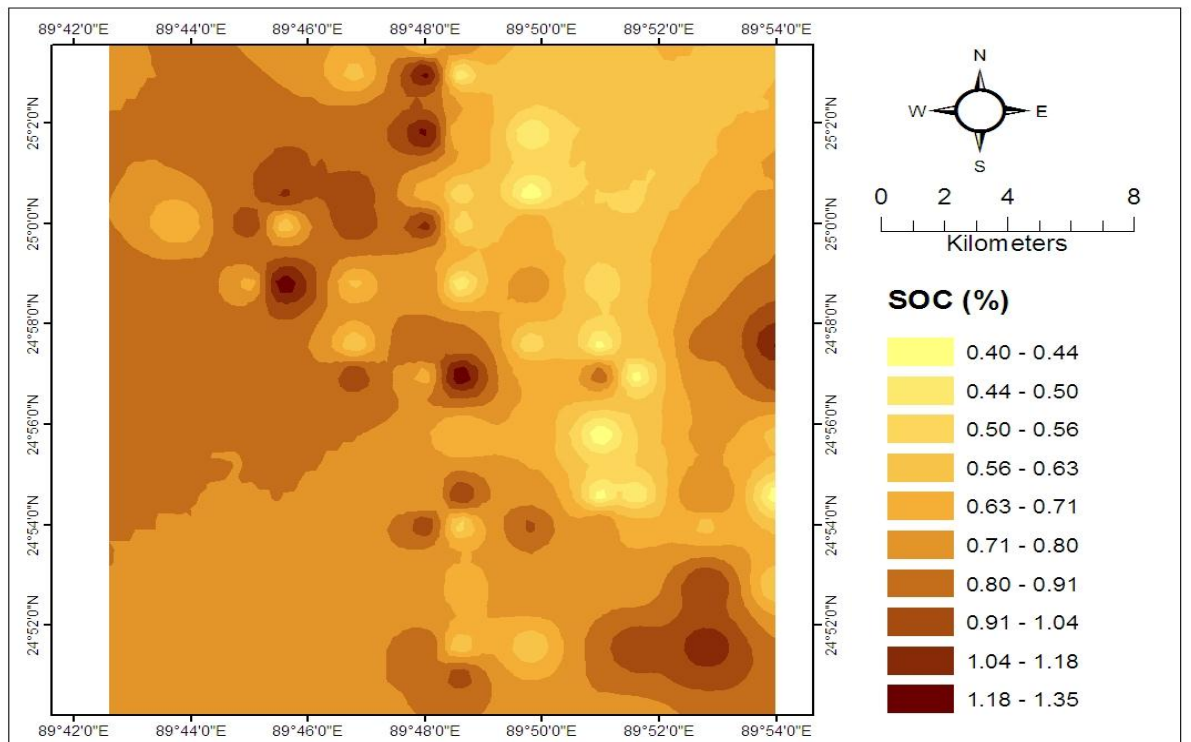 89°42'0"E 89°44'0"E 89°46'0"E 89°48'0"E 89°50'0"E 89°52'0"E 89°54'0"E
25°2'0"N
25°0'0"N
24°58'0"N
24°56'0"N
24°54'0"N
24°52'0"N
25°2'0"N
25°0'0"N
24°58'0"N
24°56'0"N
24°54'0"N
24°52'0"N
89°42'0"E 89°44'0"E 89°46'0"E 89°48'0"E 89°50'0"E 89°52'0"E 89°54'0"E
N
W E
S
0 2 4 8
Kilometers
SOC (%)
0.40 - 0.44
0.44 - 0.50
0.50 - 0.56
0.56 - 0.63
0.63 - 0.71
0.71 - 0.80
0.80 - 0.91
0.91 - 1.04
1.04 - 1.18
1.18 - 1.35